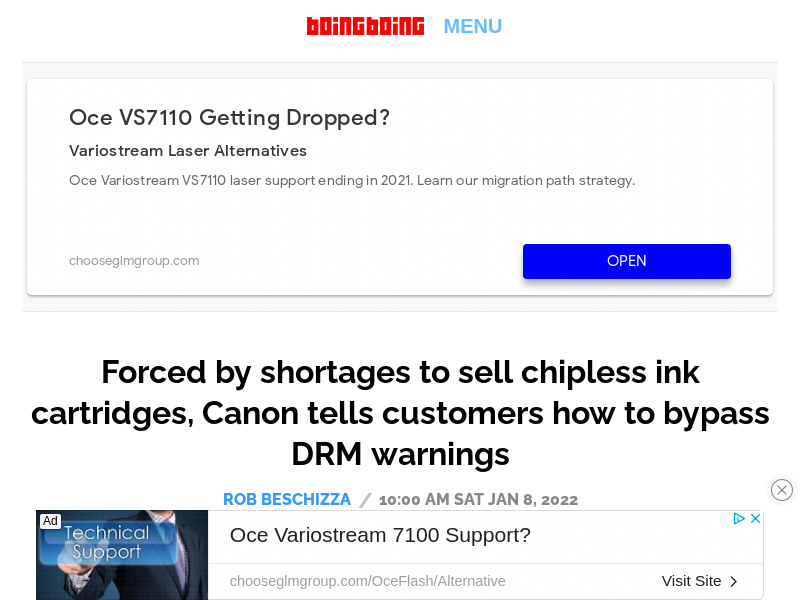 boingboing MENU
Oce VS7110 Getting Dropped?
Variostream Laser Alternatives
Oce Variostream VS7110 laser support ending in 2021. Learn our migration path strategy.
chooseglmgroup.com OPEN
Forced by shortages to sell chipless ink
cartridges, Canon tells customers how to bypass
DRM warnings
ROB BESCHIZZA / 10:00 AM SAT JAN 8, 2022
Ad
Technical
Support
Oce Variostream 7100 Support?
chooseglmgroup.com/OceFlash/Alternative Visit Site